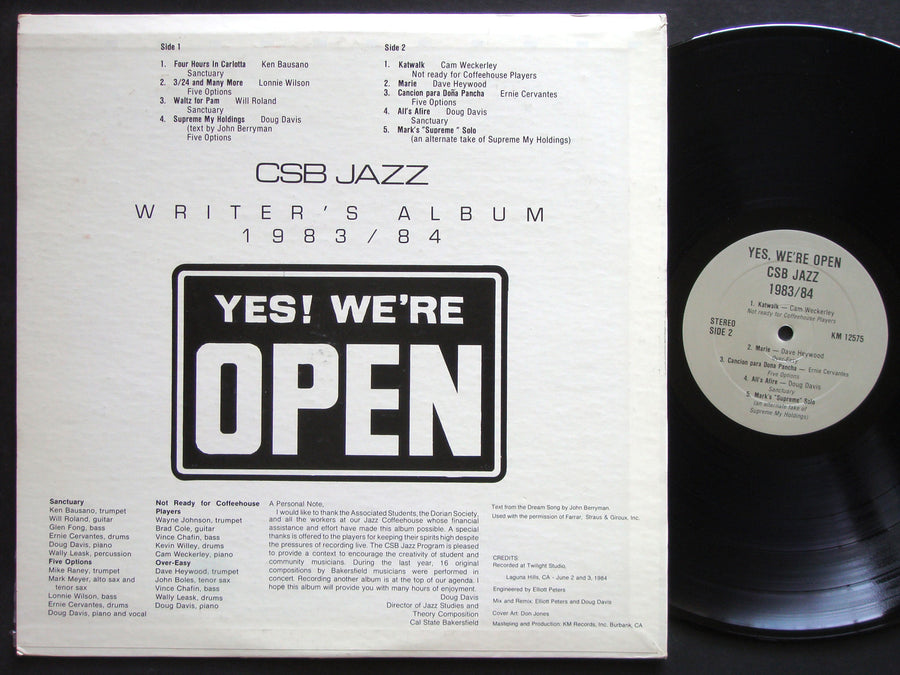 Side 1
1. Four Hours In Carlotta Ken Bausano
Sanctuary
2. 3/24 and Many More Lonnie Wilson
Five Options
3. Waltz for Pam Will Roland
Sanctuary
4. Supreme My Holdings Doug Davis
(text by John Berryman
Five Options
Side 2
1. Katwalk Cam Weckerley
Not ready for Coffeehouse Players
2. Marie Dave Heywood
3. Cancion para Doña Pancha Ernie Cervantes
Five Options
4. All's Afire Doug Davis
Sanctuary
5. Mark's "Supreme " Solo
(an alternate take of Supreme My Holdings)
CSB JAZZ
WRITER'S ALBUM
1983/84
YES! WE'RE
OPEN
Sanctuary
Ken Bausano, trumpet
Will Roland, guitar
Glen Fong, bass
Ernie Cervantes, drums
Doug Davis, piano
Wally Leask, percussion
Five Options
Mike Raney, trumpet
Mark Meyer, alto sax and
tenor sax
Lonnie Wilson, bass
Ernie Cervantes, drums
Doug Davis, piano and vocal
Not Ready for Coffeehouse
Players
Wayne Johnson, trumpet
Brad Cole, guitar
Vince Chafin, bass
Kevin Willey, drums
Cam Weckerly, piano
Over-Easy
Dave Heywood, trumpet
John Boles, tenor sax
Vince Chafin, bass
Wally Leask, drums
Doug Davis, piano
A Personal Note,
I would like to thank the Associated Students, the Dorian Society,
and all the workers at our Jazz Coffeehouse whose financial
assistance and effort have made this album possible. A special
thanks is offered to the players for keeping their spirits high despite
the pressures of recording live. The CSB Jazz Program is pleased
to provide a context to encourage the creativity of student and
community musicians. During the last year, 16 original
compositions by Bakersfield musicians were performed in
concert. Recording another album is at the top of our agenda. I
hope this album will provide you with many hours of enjoyment.
Doug Davis
Director of Jazz Studies and
Theory Composition
Cal State Bakersfield
Text from the Dream Song by John Berryman.
Used with the permission of Farrar, Straus & Giroux, Inc.
CREDITS
Recorded at Twilight Studio,
Laguna Hills, CA - June 2 and 3, 1984
Engineered by Elliott Peters
Mix and Remix: Elliott Peters and Doug Davis
Cover Art: Don Jones
Mastering and Production: KM Records, Inc. Burbank, CA
YES, WE'RE OPEN
CSB JAZZ
1983/84
1. Katwalk — Cam Weckerley
Not ready for Coffeehouse Players
STEREO
SIDE 2
KM 12575
2. Marie — Dave Heywood
Over-Easy
3. Cancion para Doña Pancha — Ernie Cervantes
Five Options
4. All's Afire — Doug Davis
Sanctuary
5. Mark's "Supreme" Solo
(an alternate take of
Supreme My Holdings)